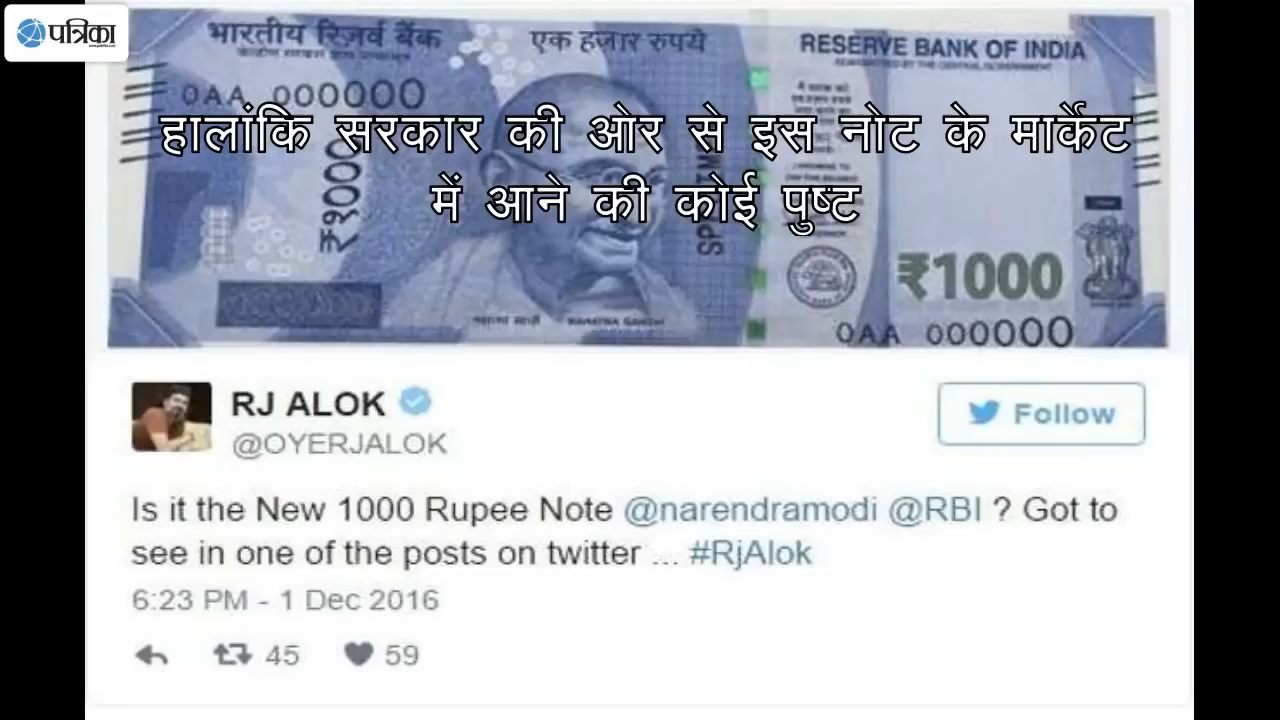 पत्रिका
भारतीय रिज़र्व बैंक
एक हज़ार रुपये
RESERVE BANK OF INDIA
0AA 000000
हालांकि सरकार की ओर से इस नोट के मार्केट
में आने की कोई पुष्ट
₹1000
0AA 000000
RJ ALOK
@OYERJALOK
Follow
Is it the New 1000 Rupee Note @narendramodi @RBI ? Got to
see in one of the posts on twitter ... #RjAlok
6:23 PM - 1 Dec 2016
45 59